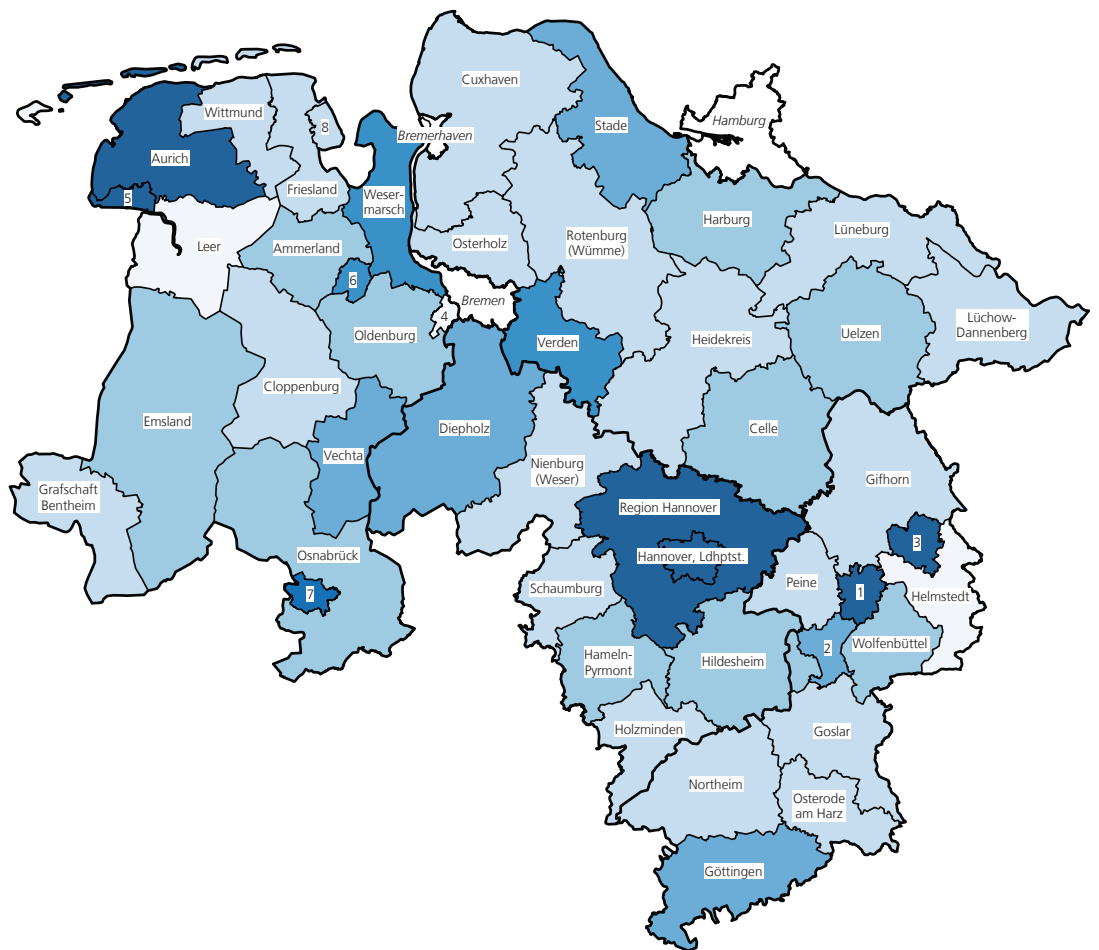 Cuxhaven
Wittmund
8
Bremerhaven
Stade
Hamburg
Aurich
5
Friesland
Weser-
marsch
Harburg
Leer
Ammerland
Osterholz
Rotenburg
(Wümme)
Lüneburg
6
Bremen
4
Oldenburg
Verden
Heidekreis
Uelzen
Lüchow-
Dannenberg
Cloppenburg
Emsland
Vechta
Diepholz
Celle
Nienburg
(Weser)
Gifhorn
Grafschaft
Bentheim
Region Hannover
3
Osnabrück
Hannover, Ldhptst.
7
Schaumburg
Peine
1
Helmstedt
Hameln-
Pyrmont
Hildesheim
2
Wolfenbüttel
Holzminden
Goslar
Northeim
Osterode
am Harz
Göttingen